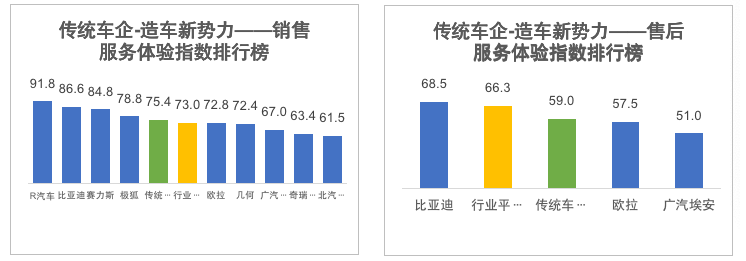 传统车企-造车新势力——销售
服务体验指数排行榜
91.8 86.6 84.8 78.8 75.4 73.0 72.8 72.4 67.0 63.4 61.5
R汽车 比亚迪 赛力斯 极狐 传统… 行业… 欧拉 几何 广汽… 奇瑞… 北汽…
传统车企-造车新势力——售后
服务体验指数排行榜
68.5 66.3 59.0 57.5 51.0
比亚迪 行业平… 传统车… 欧拉 广汽埃安